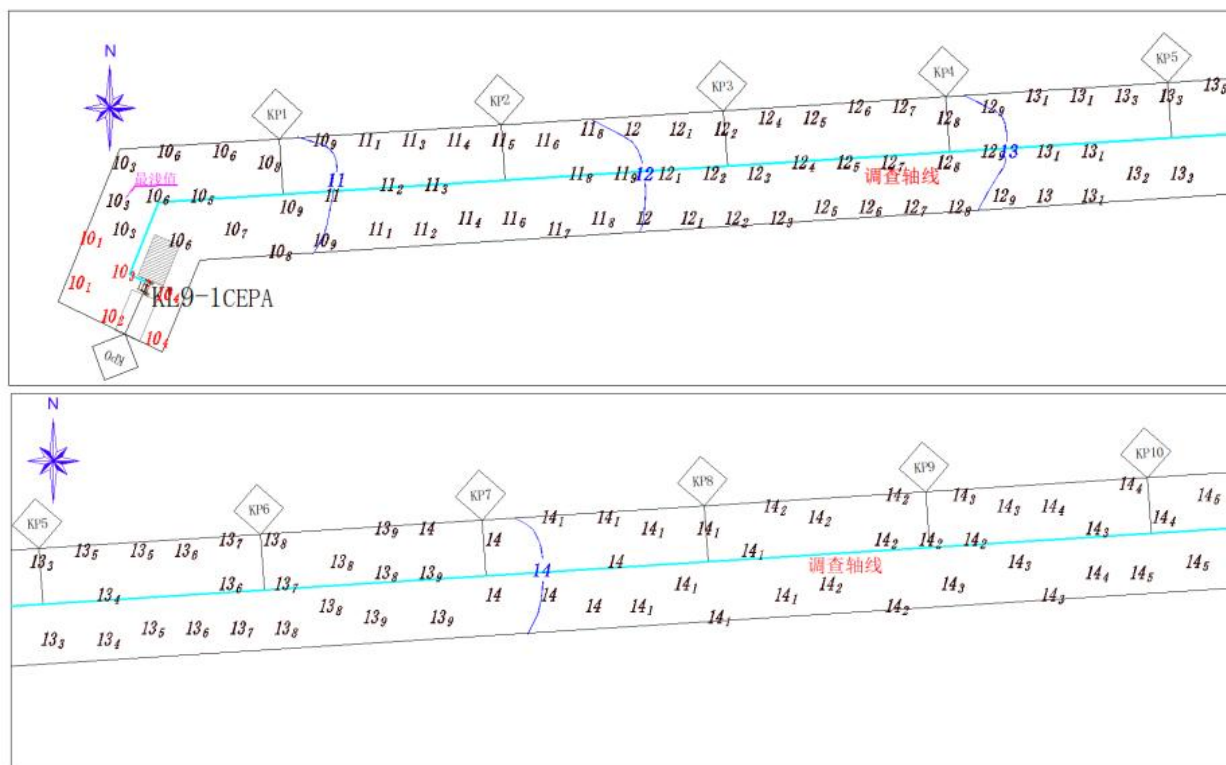 N
KP1 KP2 KP3 KP4 KP5
10₃ 10₆ 10₆ 10₈ 10₉ 11₁ 11₃ 11₄ 11₅ 11₆ 11₈ 12 12₁ 12₂ 12₄ 12₅ 12₆ 12₇ 12₈ 12₉ 13₁ 13₁ 13₃ 13₃
最浅值
10₃ 10₆ 10₅ 10₉ 11 11 11₂ 11₃ 11₈ 11₉ 12 12₁ 12₂ 12₃ 12₄ 12₅ 12₇ 12₈ 12₉ 13 13₁ 13₁ 13₂ 13₃
调查轴线
10₁ 10₃ 10₆ 10₇ 10₈ 10₉ 11₁ 11₂ 11₄ 11₆ 11₇ 11₈ 12 12₁ 12₂ 12₃ 12₅ 12₆ 12₇ 12₈ 12₉ 13 13₁
10₁ 10₃ 10₄
KL9-1CEPA
10₂ 10₄
KP0
N
KP5 KP6 KP7 KP8 KP9 KP10
13₃ 13₅ 13₅ 13₆ 13₇ 13₈ 13₈ 13₉ 14 14 14₁ 14₁ 14₁ 14₁ 14₂ 14₂ 14₂ 14₃ 14₃ 14₄ 14₄ 14₄ 14₆
13₄ 13₆ 13₇ 13₈ 13₉ 14 14 14₁ 14₂ 14₂ 14₂ 14₃ 14₃
调查轴线
13₃ 13₄ 13₅ 13₆ 13₇ 13₈ 13₈ 13₉ 13₉ 14 14 14 14₁ 14₁ 14₁ 14₁ 14₂ 14₂ 14₃ 14₃ 14₄ 14₅ 14₅